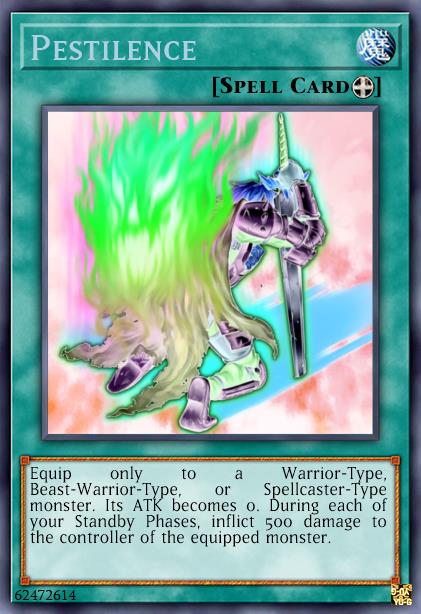 PESTILENCE
魔
[SPELL CARD]
Equip only to a Warrior-Type,
Beast-Warrior-Type, or Spellcaster-Type
monster. Its ATK becomes 0. During each of
your Standby Phases, inflict 500 damage to
the controller of the equipped monster.
62472614